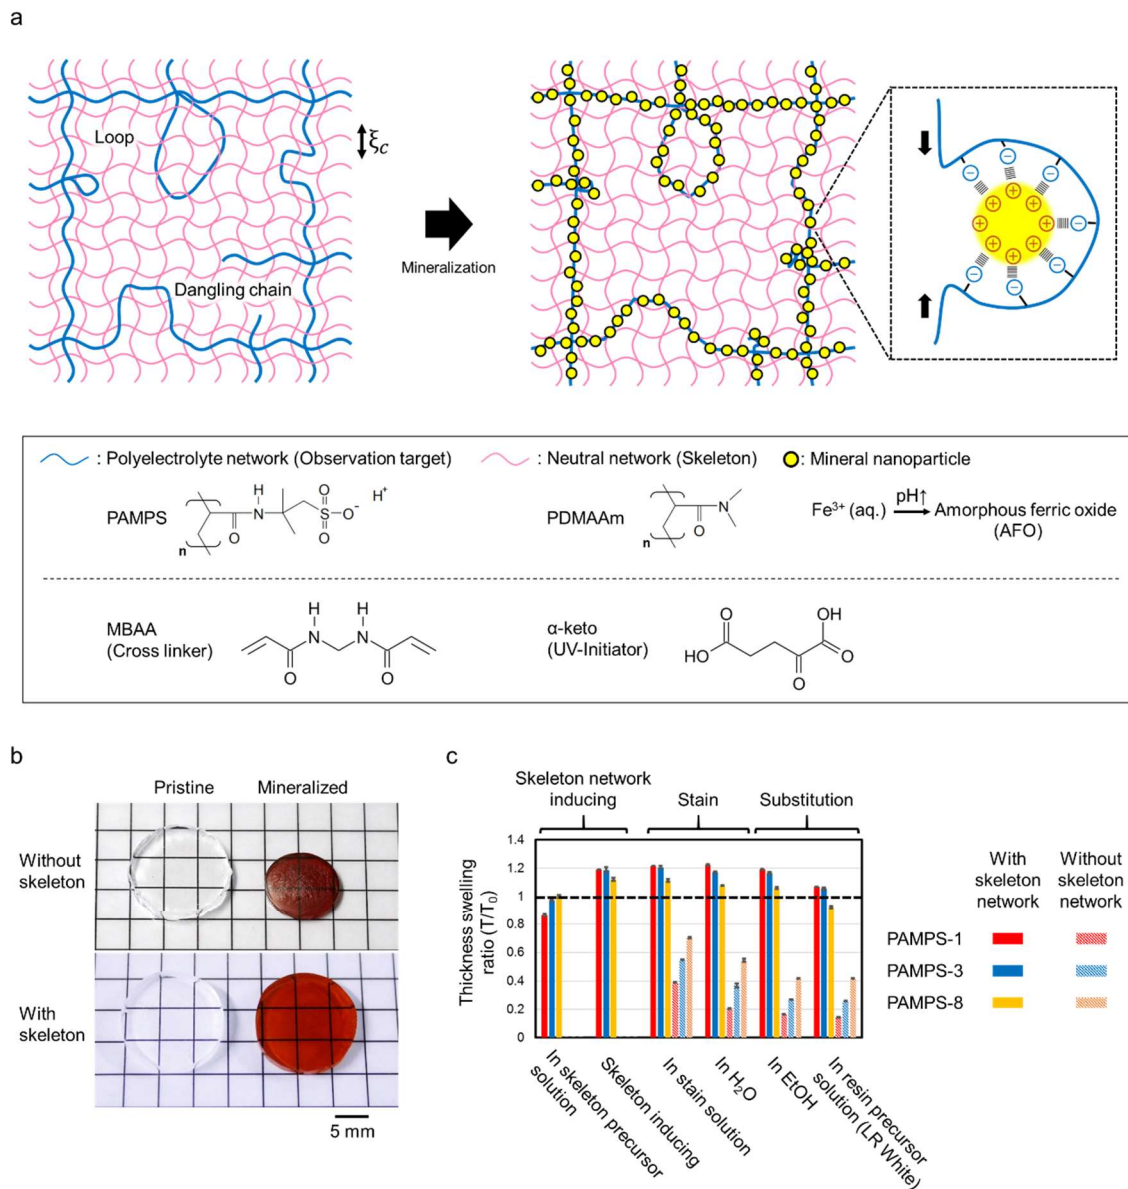 a
Loop
ξc
Dangling chain
Mineralization
: Polyelectrolyte network (Observation target)
: Neutral network (Skeleton)
: Mineral nanoparticle
PAMPS
n
H
N
O
O
S
O
O-
H+
PDMAAm
n
O
N
Fe3+ (aq.)
pH↑
Amorphous ferric oxide
(AFO)
MBAA
(Cross linker)
H
H
N
N
O
O
α-keto
(UV-Initiator)
O
OH
HO
O
O
b
Pristine
Mineralized
Without
skeleton
With
skeleton
5 mm
c
Skeleton network
inducing
Stain
Substitution
Thickness swelling
ratio (T/T0)
1.4
1.2
1
0.8
0.6
0.4
0.2
0
In skeleton precursor
solution
Skeleton inducing
In stain solution
In H2O
In EtOH
In resin precursor
solution (LR White)
With
skeleton
network
Without
skeleton
network
PAMPS-1
PAMPS-3
PAMPS-8